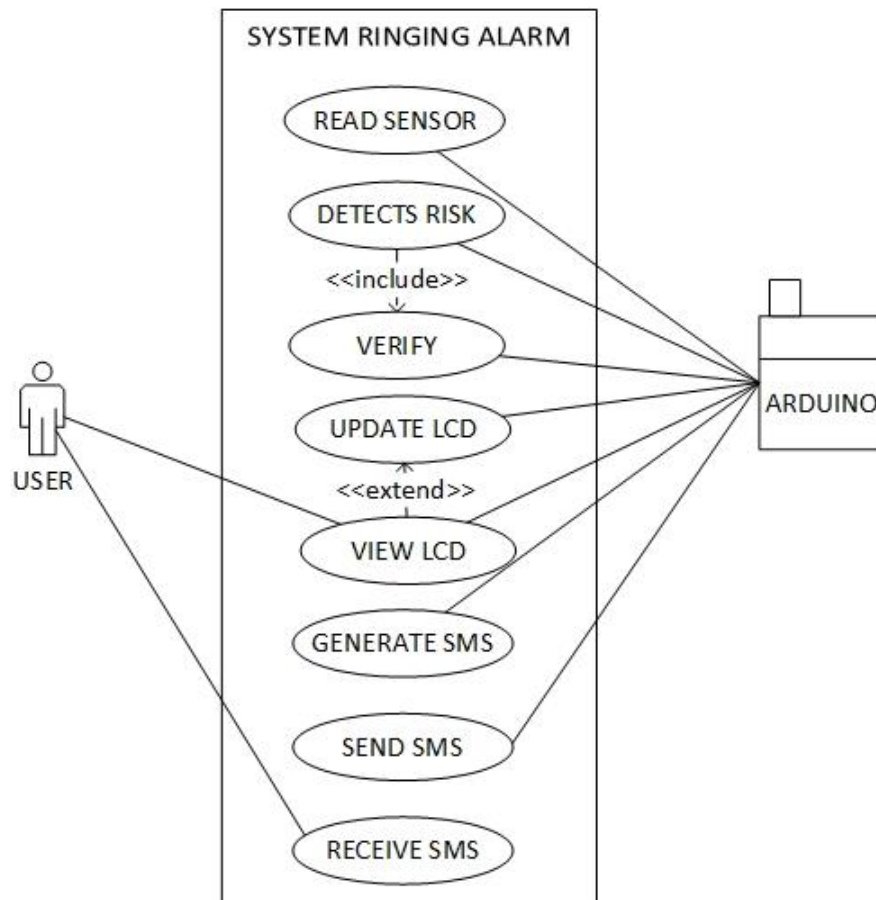 SYSTEM RINGING ALARM
READ SENSOR
DETECTS RISK
<<include>>
VERIFY
UPDATE LCD
<<extend>>
VIEW LCD
GENERATE SMS
SEND SMS
RECEIVE SMS
USER
ARDUINO